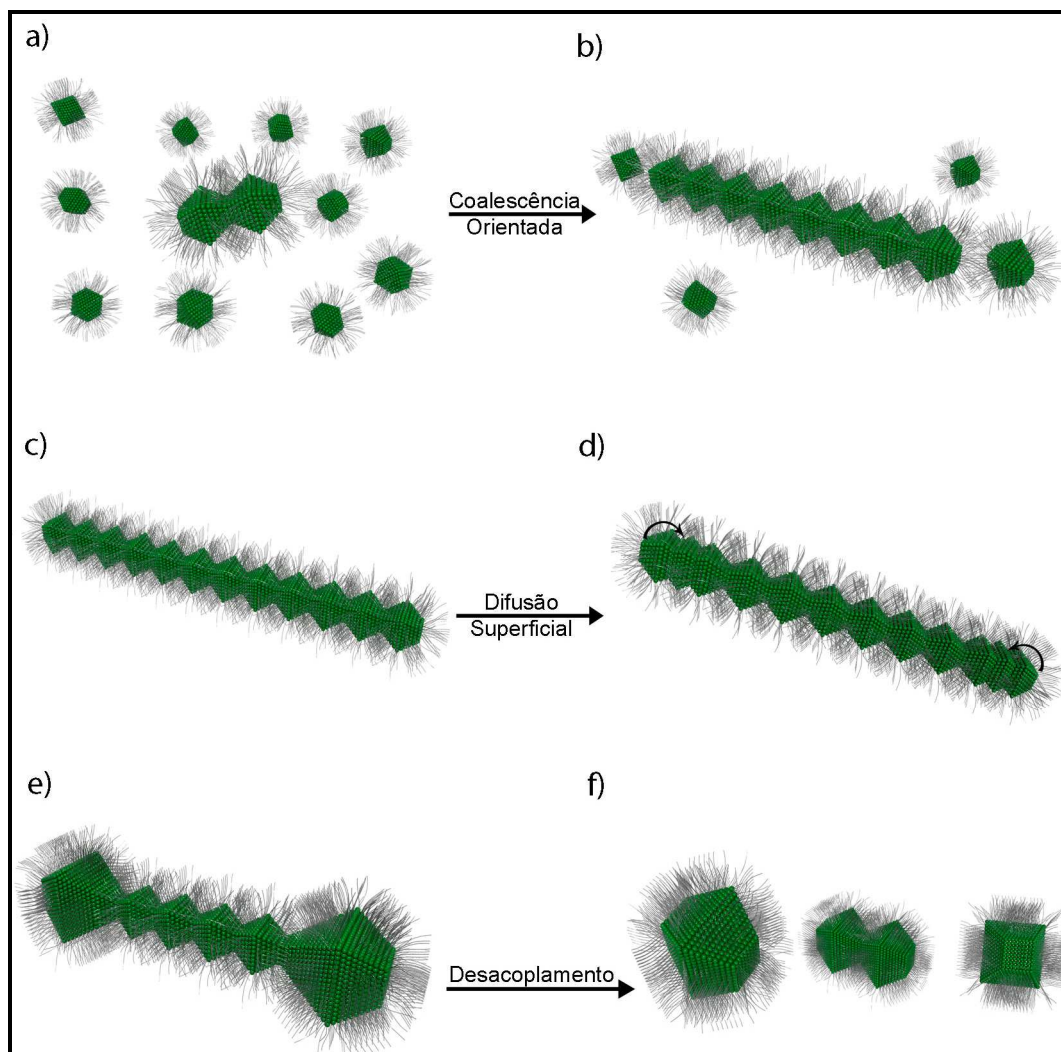 a)
b)
Coalescência
Orientada
c)
d)
Difusão
Superficial
e)
f)
Desacoplamento